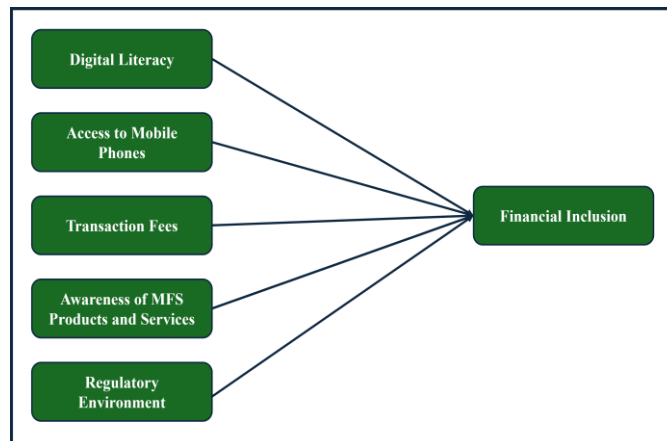 Digital Literacy
Access to Mobile
Phones
Transaction Fees
Financial Inclusion
Awareness of MFS
Products and Services
Regulatory
Environment